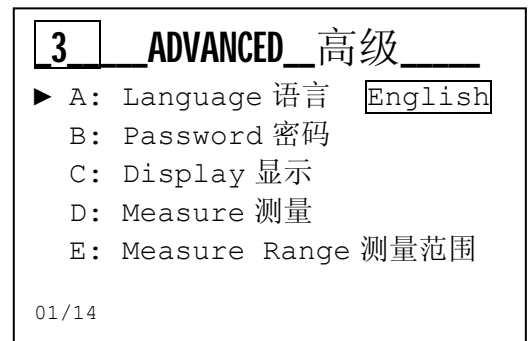 3 ADVANCED 高级
► A: Language 语言 English
B: Password 密码
C: Display 显示
D: Measure 测量
E: Measure Range 测量范围
01/14